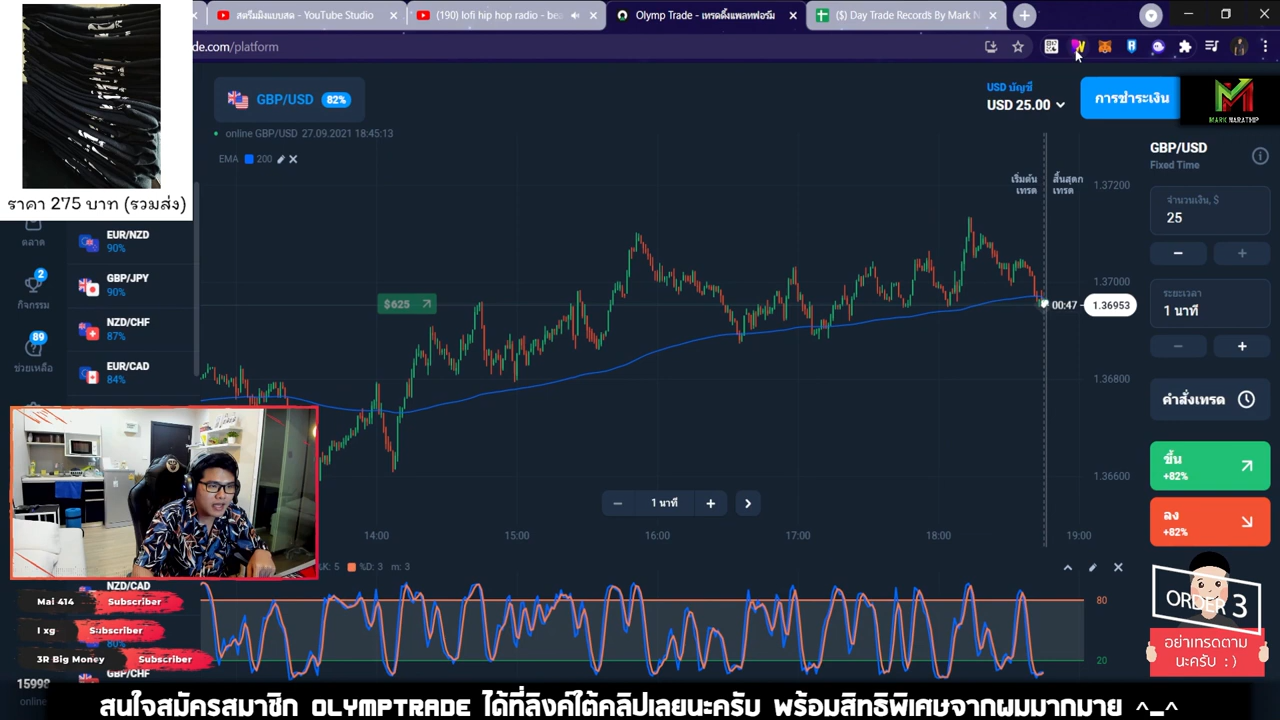 สตรีมมิงแบบสด - YouTube Studio
(190) lofi hip hop radio - bea
Olymp Trade - เทรดดิ้งแพลทฟอร์ม
($) Day Trade Records By Mark N
de.com/platform
ราคา 275 บาท (รวมส่ง)
GBP/USD 82%
USD บัญชี
USD 25.00
การชำระเงิน
MARK NARATHIP
online GBP/USD 27.09.2021 18:45:13
EMA 200
เริ่มต้น เทรด
สิ้นสุดก เทรด
1.37200
1.37000
00:47
1.36953
1.36800
1.36600
$625
ตลาด
2
กิจกรรม
89
ช่วยเหลือ
EUR/NZD
90%
GBP/JPY
90%
NZD/CHF
87%
EUR/CAD
84%
GBP/USD
Fixed Time
จำนวนเงิน, $
25
ระยะเวลา
1 นาที
คำสั่งเทรด
ขึ้น
+82%
ลง
+82%
1 นาที
14:00 15:00 16:00 17:00 18:00 19:00
%K: 5 %D: 3 m: 3
80
20
NZD/CAD
80%
GBP/CHF
Mai 414 Subscriber
I xg Subscriber
3R Big Money Subscriber
15998
online
ORDER 3
อย่าเทรดตาม
นะครับ :)
สนใจสมัครสมาชิก OLYMPTRADE ได้ที่ลิงค์ใต้คลิปเลยนะครับ พร้อมสิทธิพิเศษจากผมมากมาย ^_^